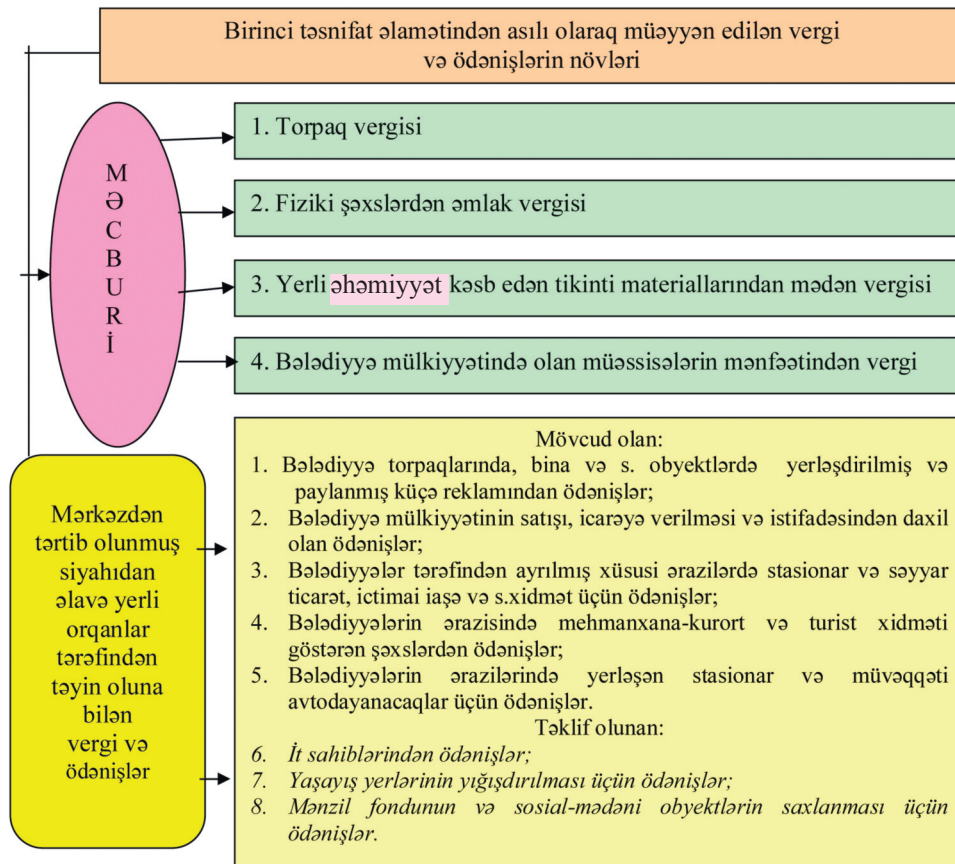 Birinci təsnifat əlamətindən asılı olaraq müəyyən edilən vergi
və ödənişlərin növləri
M
Ə
C
B
U
R
İ
1. Torpaq vergisi
2. Fiziki şəxslərdən əmlak vergisi
3. Yerli əhəmiyyət kəsb edən tikinti materiallarından mədən vergisi
4. Bələdiyyə mülkiyyətində olan müəssisələrin mənfəətindən vergi
Mərkəzdən
tərtib olunmuş
siyahıdan
əlavə yerli
orqanlar
tərəfindən
təyin oluna
bilən
vergi və
ödənişlər
Mövcud olan:
1. Bələdiyyə torpaqlarında, bina və s. obyektlərdə yerləşdirilmiş və
paylanmış küçə reklamından ödənişlər;
2. Bələdiyyə mülkiyyətinin satışı, icarəyə verilməsi və istifadəsindən daxil
olan ödənişlər;
3. Bələdiyyələr tərəfindən ayrılmış xüsusi ərazilərdə stasionar və səyyar
ticarət, ictimai iaşə və s.xidmət üçün ödənişlər;
4. Bələdiyyələrin ərazisində mehmanxana-kurort və turist xidməti
göstərən şəxslərdən ödənişlər;
5. Bələdiyyələrin ərazilərində yerləşən stasionar və müvəqqəti
avtodayanacaqlar üçün ödənişlər.
Təklif olunan:
6. İt sahiblərindən ödənişlər;
7. Yaşayış yerlərinin yığışdırılması üçün ödənişlər;
8. Mənzil fondunun və sosial-mədəni obyektlərin saxlanması üçün
ödənişlər.